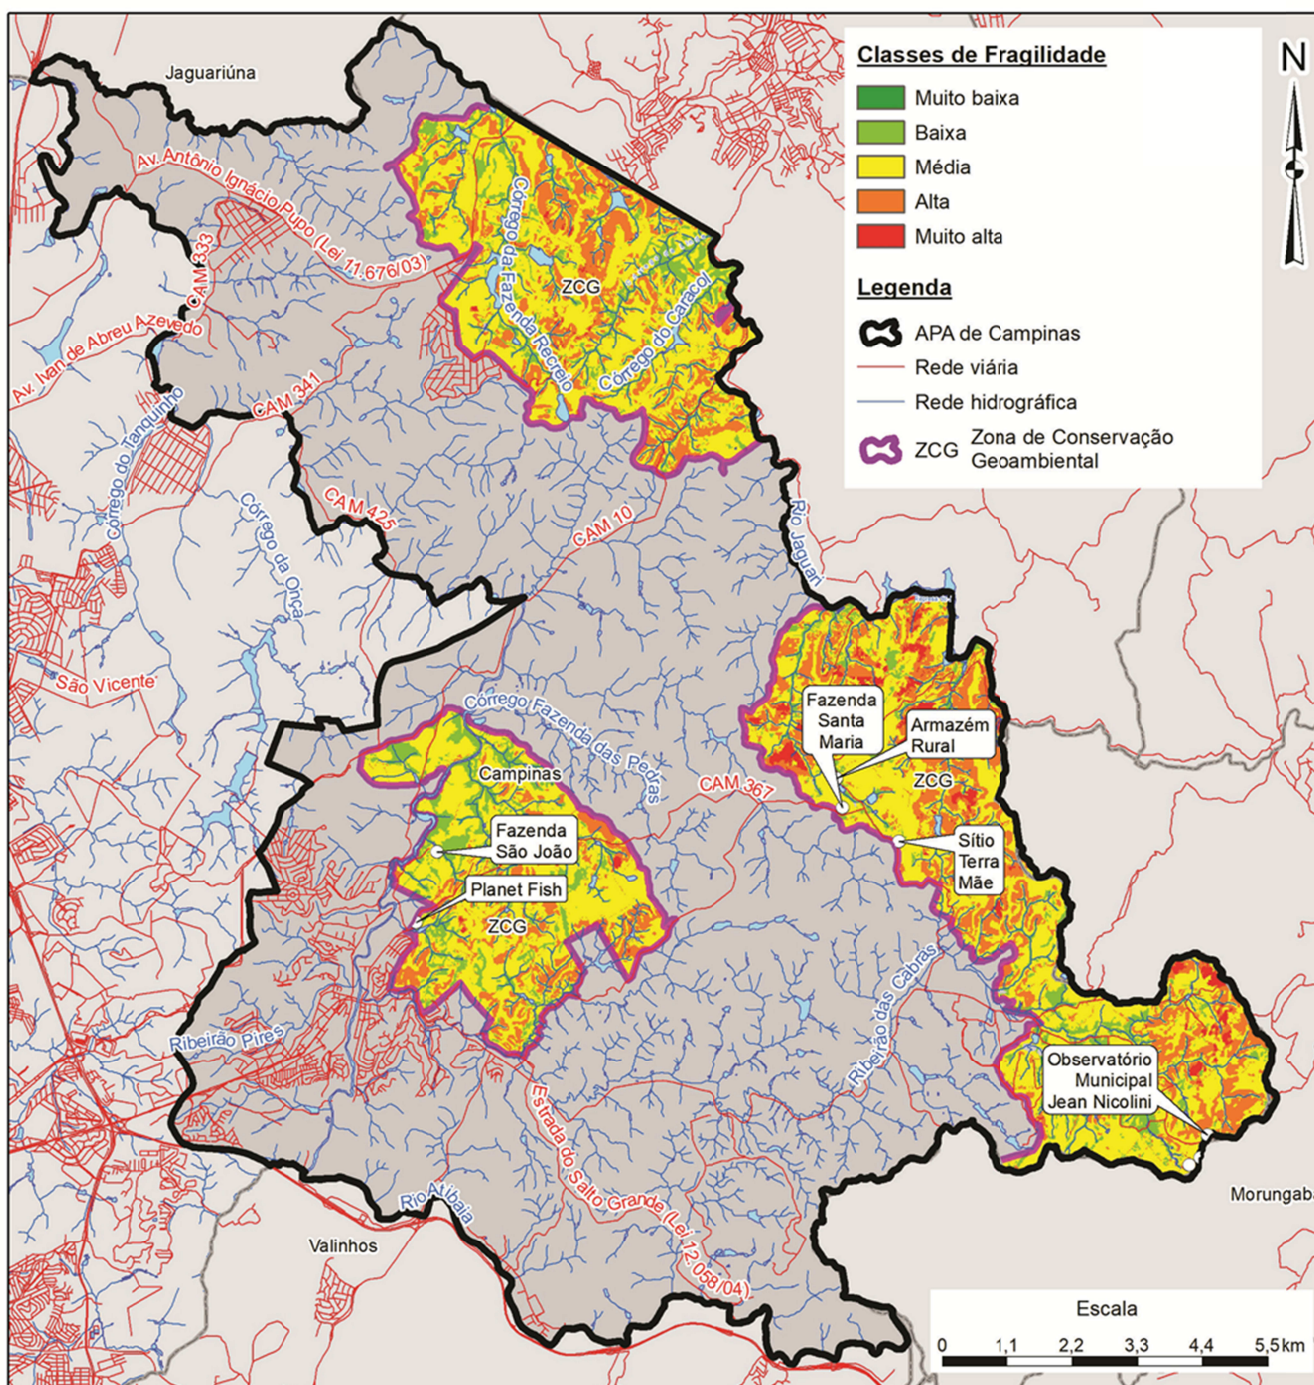 Jaguariúna
Av. Antônio Ignácio Pupo (Lei 11.676/03)
CAM 333
Av. Ivan de Abreu Azevedo
CAM 341
Córrego do Tanquinho
Córrego da Onça
CAM 425
CAM 10
Córrego da Fazenda Recreio
ZCG
Córrego do Caracol
Rio Jaguari
São Vicente
Córrego Fazenda das Pedras
Campinas
CAM 367
Fazenda
São João
Planet Fish
ZCG
Fazenda
Santa
Maria
Armazém
Rural
ZCG
Sítio
Terra
Mãe
Ribeirão das Cabras
Ribeirão Pires
Observatório
Municipal
Jean Nicolini
Estrada do Salto Grande (Lei 12.058/04)
Rio Atibaia
Valinhos
Morungaba
Classes de Fragilidade
Muito baixa
Baixa
Média
Alta
Muito alta
Legenda
APA de Campinas
Rede viária
Rede hidrográfica
ZCG Zona de Conservação
Geoambiental
N
Escala
0 1,1 2,2 3,3 4,4 5,5 km